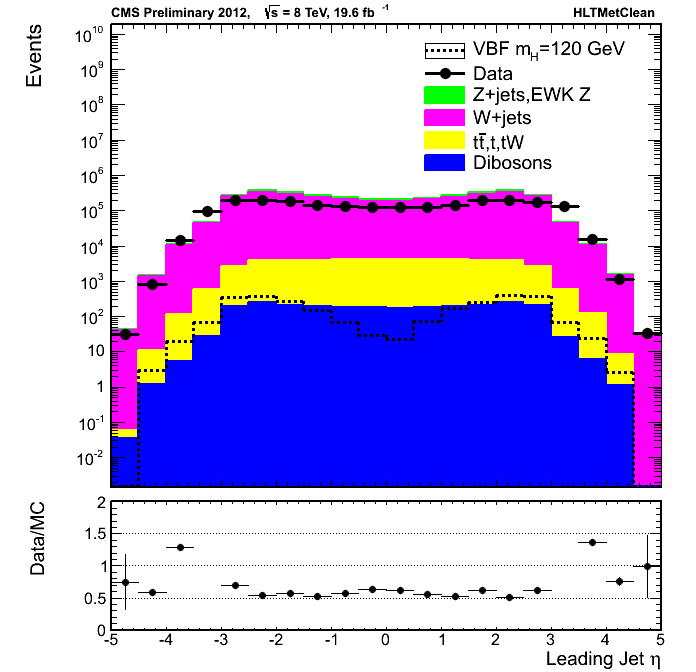 CMS Preliminary 2012, √s = 8 TeV, 19.6 fb⁻¹ HLTMetClean
Events
10¹⁰
10⁹
10⁸
10⁷
10⁶
10⁵
10⁴
10³
10²
10
1
10⁻¹
10⁻²
VBF m_H=120 GeV
Data
Z+jets,EWK Z
W+jets
tt̅,t,tW
Dibosons
Data/MC
2
1.5
1
0.5
0
-5 -4 -3 -2 -1 0 1 2 3 4 5
Leading Jet η